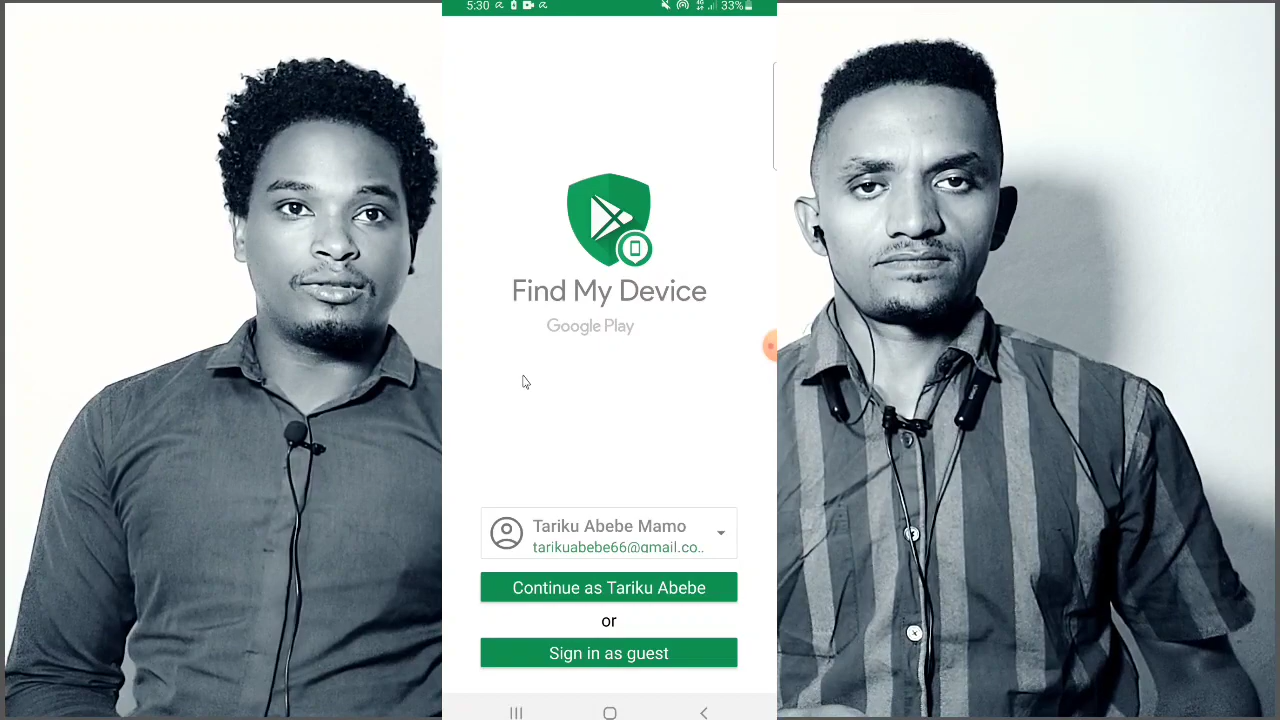 5:30
33%
Find My Device
Google Play
Tariku Abebe Mamo
tarikuabebe66@gmail.co..
Continue as Tariku Abebe
or
Sign in as guest